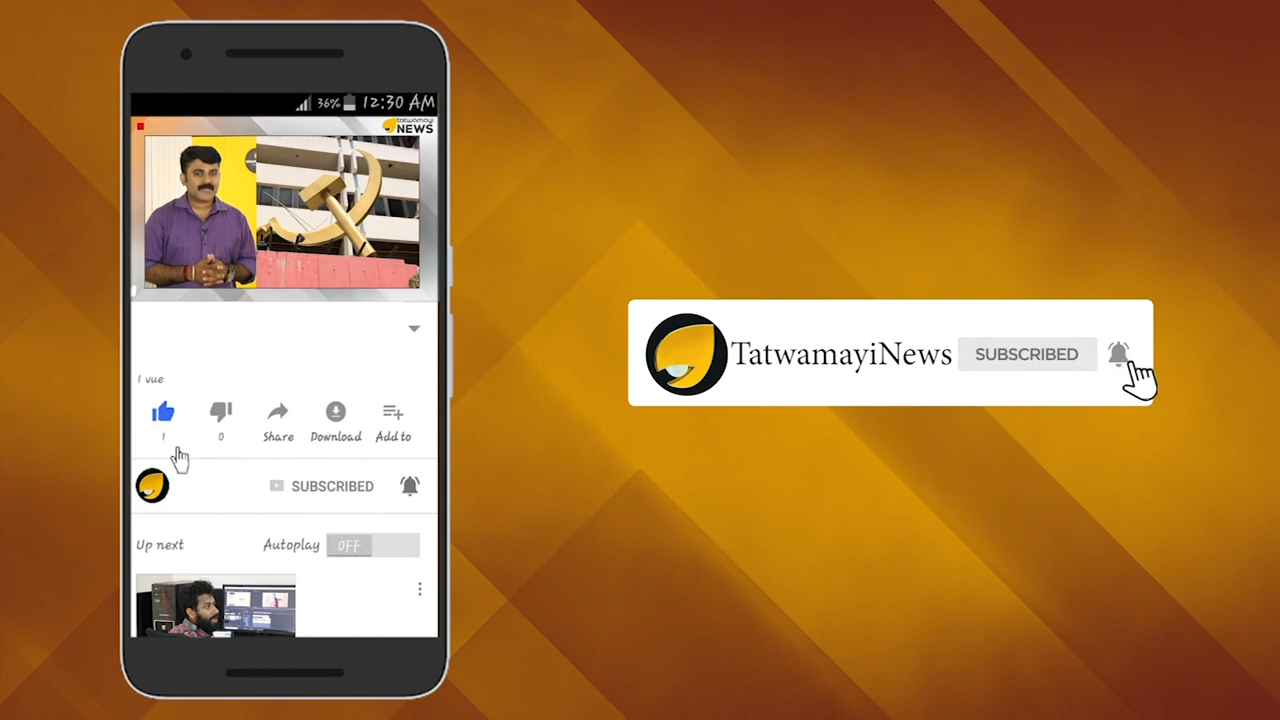 36% 12:30 AM
tatwamayi
NEWS
1 vue
1
0
Share
Download
Add to
SUBSCRIBED
Up next
Autoplay
OFF
TatwamayiNews
SUBSCRIBED